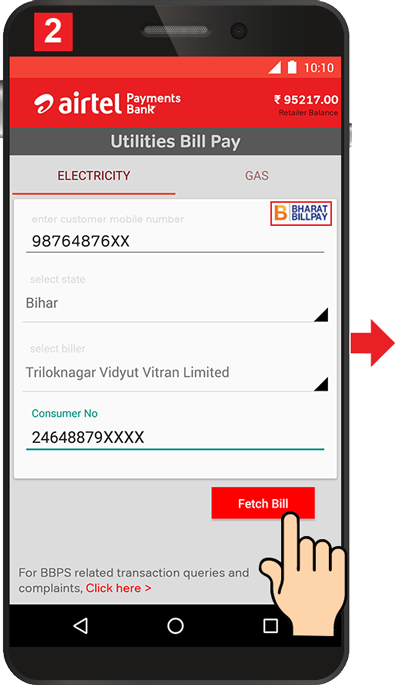 2
10:10
airtel Payments Bank
₹ 95217.00
Retailer Balance
Utilities Bill Pay
ELECTRICITY GAS
enter customer mobile number
B BHARAT BILLPAY
98764876XX
select state
Bihar
select biller
Triloknagar Vidyut Vitran Limited
Consumer No
24648879XXXX
Fetch Bill
For BBPS related transaction queries and
complaints, Click here >